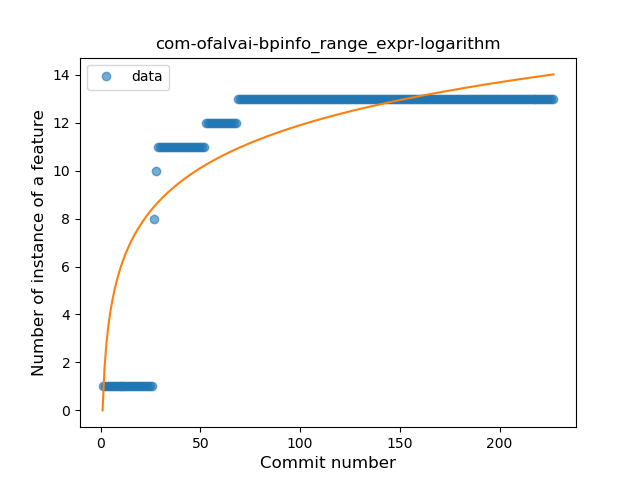 com-ofalvai-bpinfo_range_expr-logarithm
data
Number of instance of a feature
14
12
10
8
6
4
2
0
0 50 100 150 200
Commit number